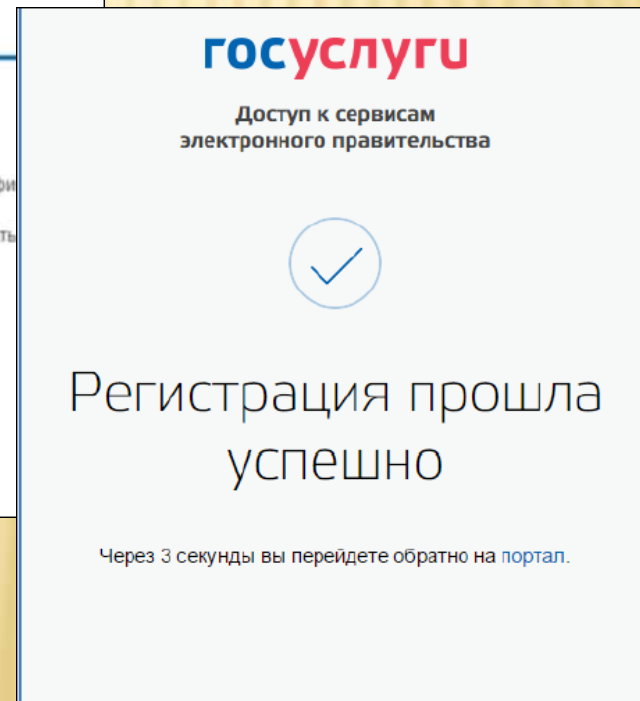 госуслуги
Доступ к сервисам
электронного правительства
Регистрация прошла
успешно
Через 3 секунды вы перейдете обратно на портал.